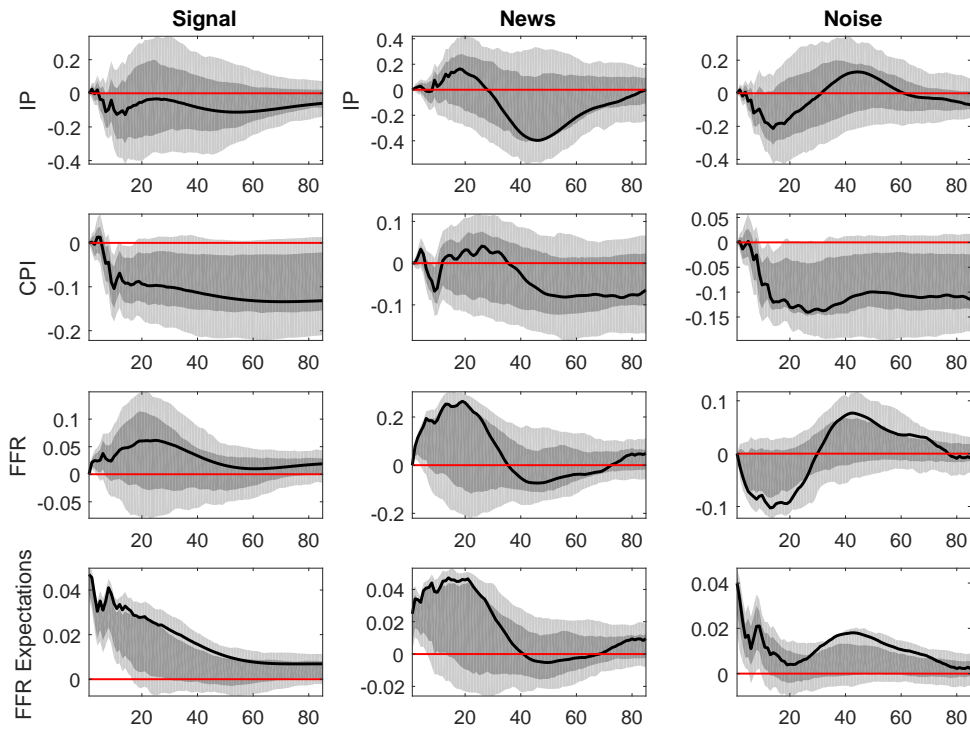 Signal News Noise
IP 0.2 0 -0.2 -0.4
20 40 60 80
IP 0.4 0.2 0 -0.2 -0.4
20 40 60 80
0.2 0 -0.2 -0.4
20 40 60 80
CPI 0 -0.1 -0.2
20 40 60 80
0.1 0 -0.1
20 40 60 80
0.05 0 -0.05 -0.1 -0.15
20 40 60 80
FFR 0.1 0.05 0 -0.05
20 40 60 80
0.2 0 -0.2
20 40 60 80
0.1 0 -0.1
20 40 60 80
FFR Expectations 0.04 0.02 0
20 40 60 80
0.04 0.02 0 -0.02
20 40 60 80
0.04 0.02 0
20 40 60 80